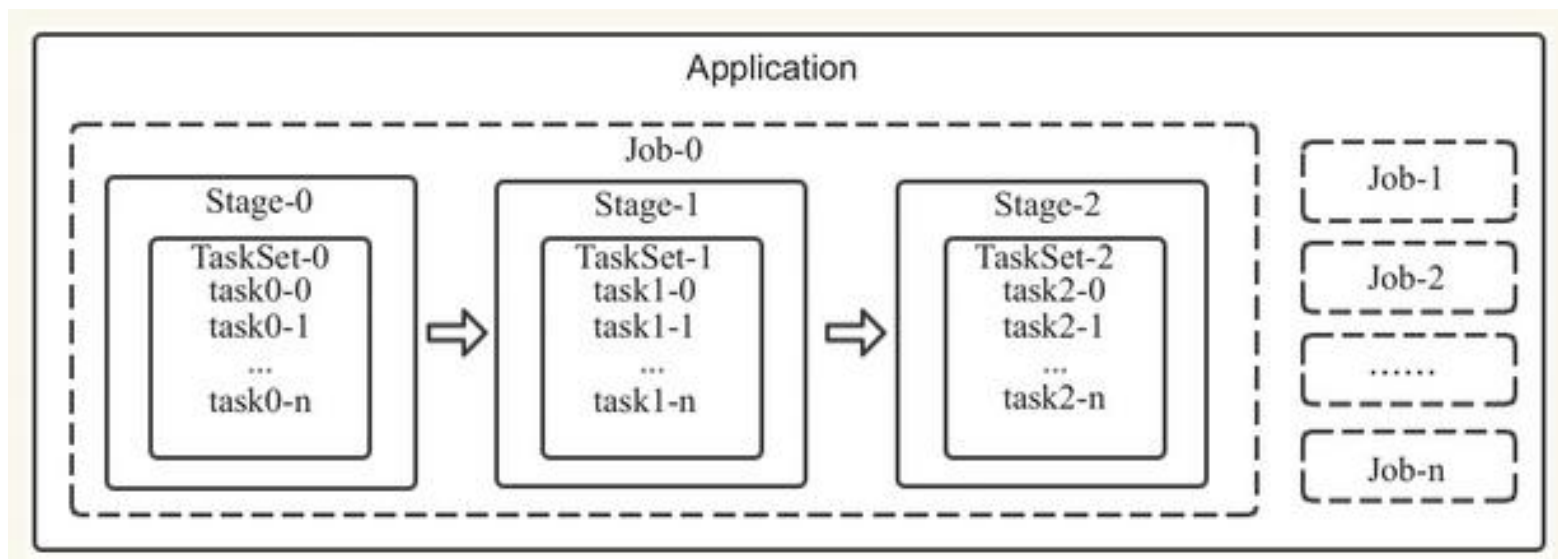 Application
Job-0
Stage-0
TaskSet-0
task0-0
task0-1
...
task0-n
Stage-1
TaskSet-1
task1-0
task1-1
...
task1-n
Stage-2
TaskSet-2
task2-0
task2-1
...
task2-n
Job-1
Job-2
......
Job-n